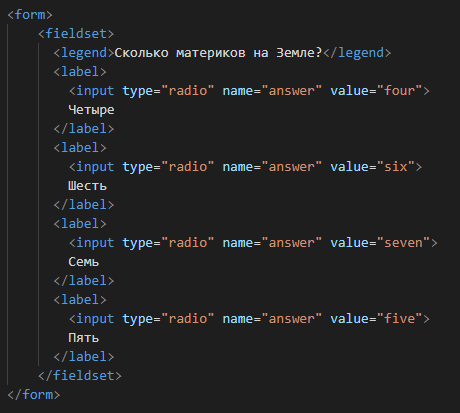 <form>
<fieldset>
<legend>Сколько материков на Земле?</legend>
<label>
<input type="radio" name="answer" value="four">
Четыре
</label>
<label>
<input type="radio" name="answer" value="six">
Шесть
</label>
<label>
<input type="radio" name="answer" value="seven">
Семь
</label>
<label>
<input type="radio" name="answer" value="five">
Пять
</label>
</fieldset>
</form>